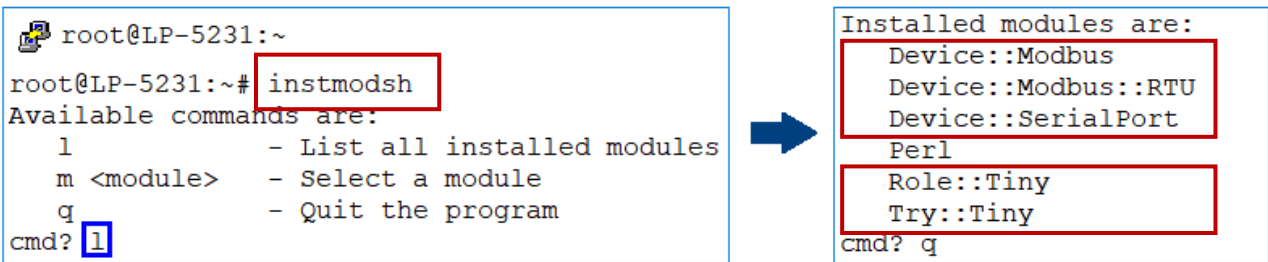 root@LP-5231:~
root@LP-5231:~# instmodsh
Available commands are:
l - List all installed modules
m <module> - Select a module
q - Quit the program
cmd? l
Installed modules are:
Device::Modbus
Device::Modbus::RTU
Device::SerialPort
Perl
Role::Tiny
Try::Tiny
cmd? q